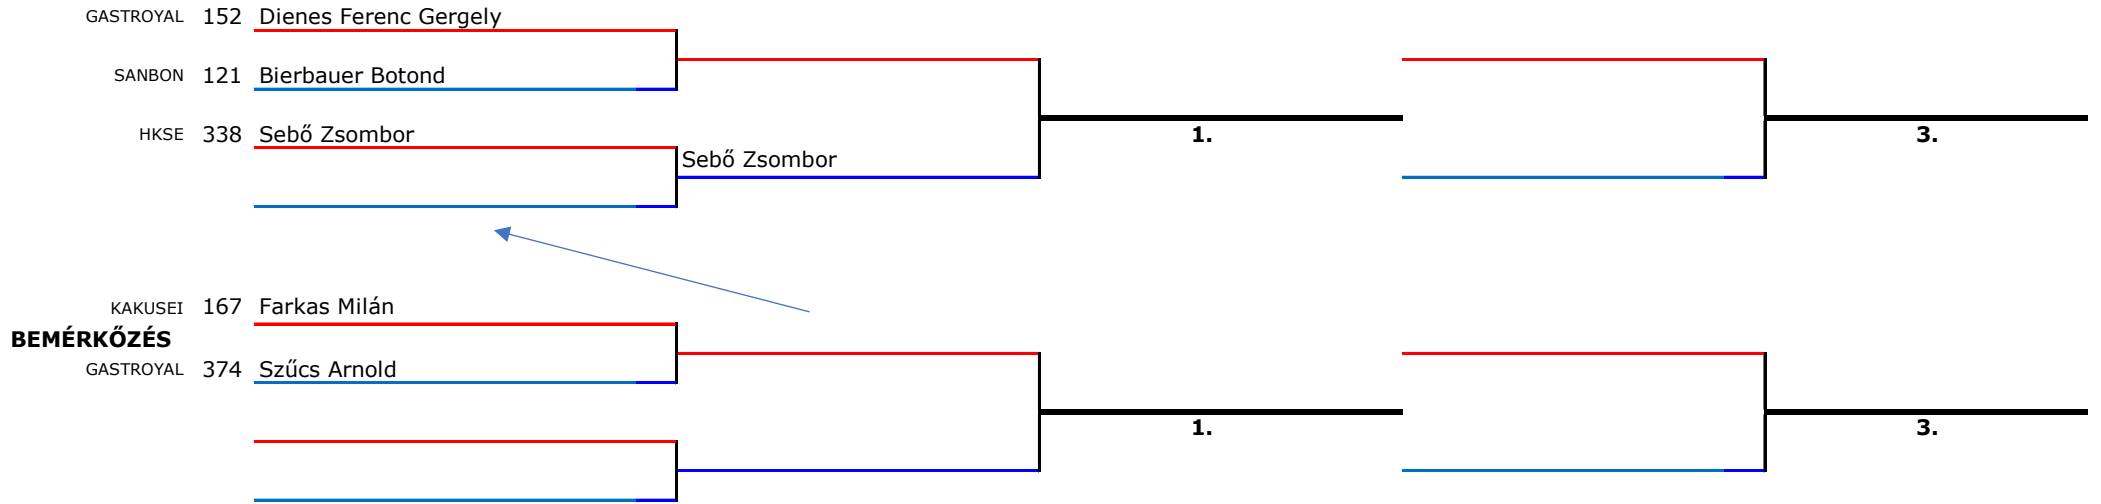 GASTROYAL 152 Dienes Ferenc Gergely
SANBON 121 Bierbauer Botond
HKSE 338 Sebő Zsombor
1.
3.
Sebő Zsombor
KAKUSEI 167 Farkas Milán
BEMÉRKŐZÉS
GASTROYAL 374 Szűcs Arnold
1.
3.